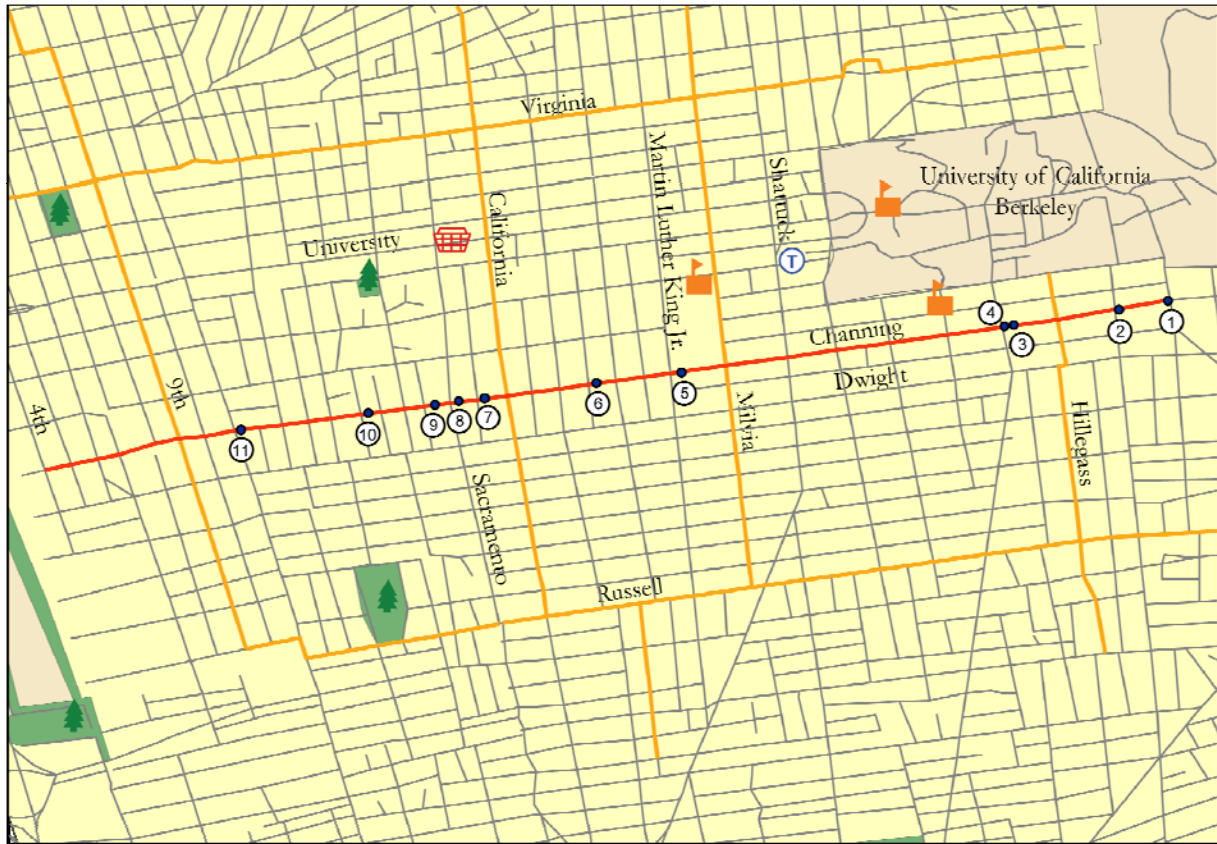 Virginia
Martin Luther King Jr.
Shattuck
University of California
Berkeley
California
University
T
Channing
Dwight
4
3
2
1
9th
4th
5
6
7
8
9
10
11
Milvia
Hillegass
Sacramento
Russell